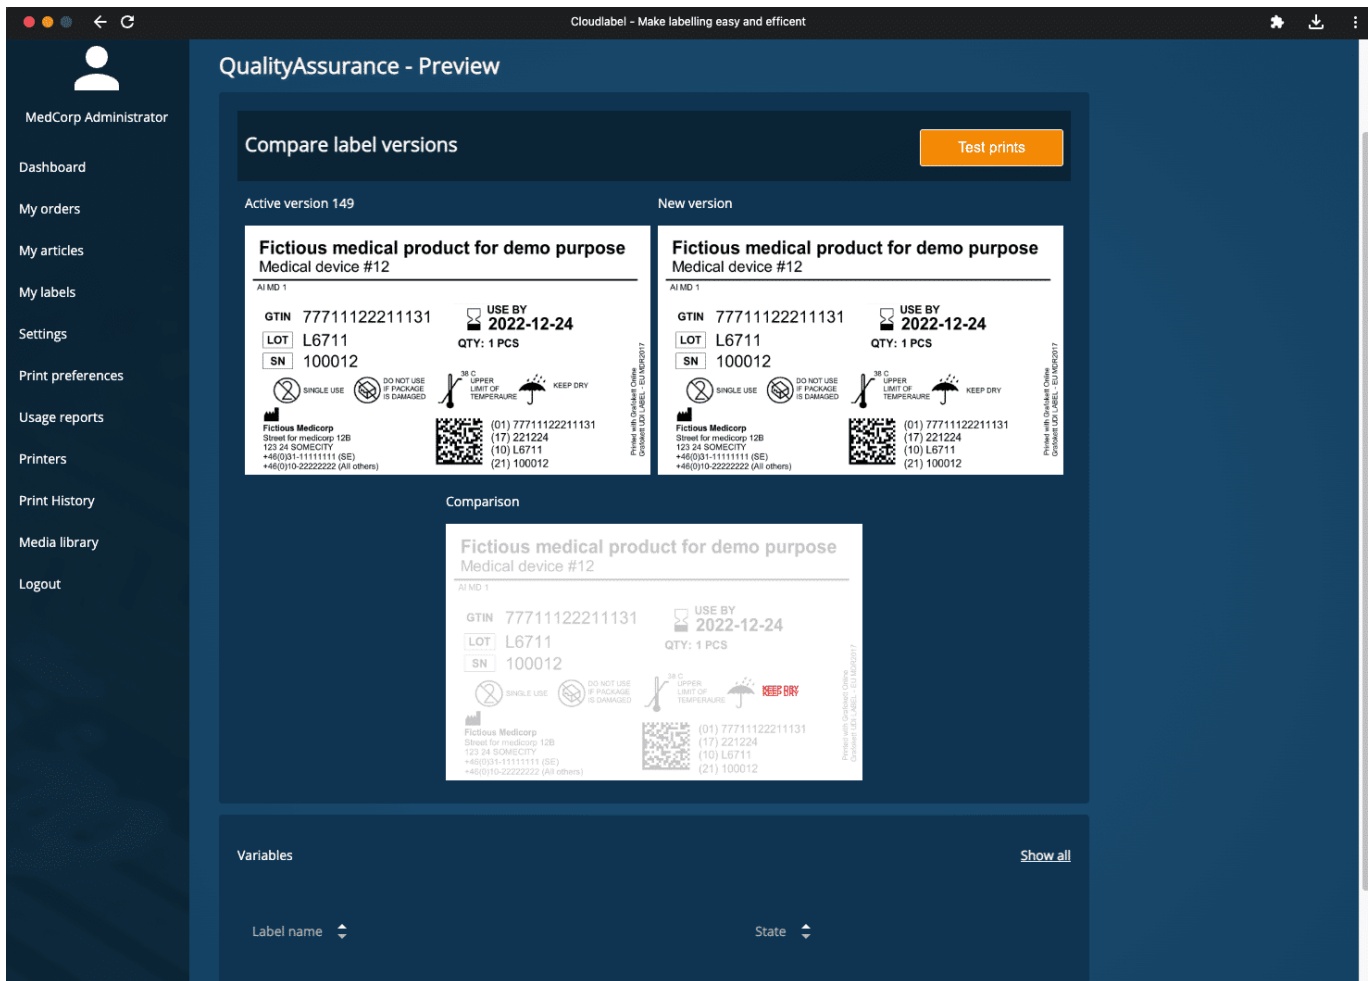 Cloudlabel - Make labelling easy and efficent
MedCorp Administrator
Dashboard
My orders
My articles
My labels
Settings
Print preferences
Usage reports
Printers
Print History
Media library
Logout
QualityAssurance - Preview
Compare label versions
Test prints
Active version 149
Fictious medical product for demo purpose
Medical device #12
AI MD 1
GTIN 77711122211131
USE BY
2022-12-24
LOT L6711
QTY: 1 PCS
SN 100012
SINGLE USE
DO NOT USE
IF PACKAGE
IS DAMAGED
38 C
UPPER
LIMIT OF
TEMPERAURE
KEEP DRY
Fictious Medicorp
Street for medicorp 12B
123 24 SOMECITY
+46(0)31-11111111 (SE)
+46(0)10-22222222 (All others)
(01) 77711122211131
(17) 221224
(10) L6711
(21) 100012
Printed with Grafokett Online
Grafokett UDI LABEL - EU MDR2017
New version
Fictious medical product for demo purpose
Medical device #12
AI MD 1
GTIN 77711122211131
USE BY
2022-12-24
LOT L6711
QTY: 1 PCS
SN 100012
SINGLE USE
DO NOT USE
IF PACKAGE
IS DAMAGED
38 C
UPPER
LIMIT OF
TEMPERAURE
KEEP DRY
Fictious Medicorp
Street for medicorp 12B
123 24 SOMECITY
+46(0)31-11111111 (SE)
+46(0)10-22222222 (All others)
(01) 77711122211131
(17) 221224
(10) L6711
(21) 100012
Printed with Grafokett Online
Grafokett UDI LABEL - EU MDR2017
Comparison
Fictious medical product for demo purpose
Medical device #12
AI MD 1
GTIN 77711122211131
USE BY
2022-12-24
LOT L6711
QTY: 1 PCS
SN 100012
SINGLE USE
DO NOT USE
IF PACKAGE
IS DAMAGED
38 C
UPPER
LIMIT OF
TEMPERAURE
KEEP DRY
Fictious Medicorp
Street for medicorp 12B
123 24 SOMECITY
+46(0)31-11111111 (SE)
+46(0)10-22222222 (All others)
(01) 77711122211131
(17) 221224
(10) L6711
(21) 100012
Printed with Grafokett Online
Grafokett UDI LABEL - EU MDR2017
Variables
Show all
Label name
State